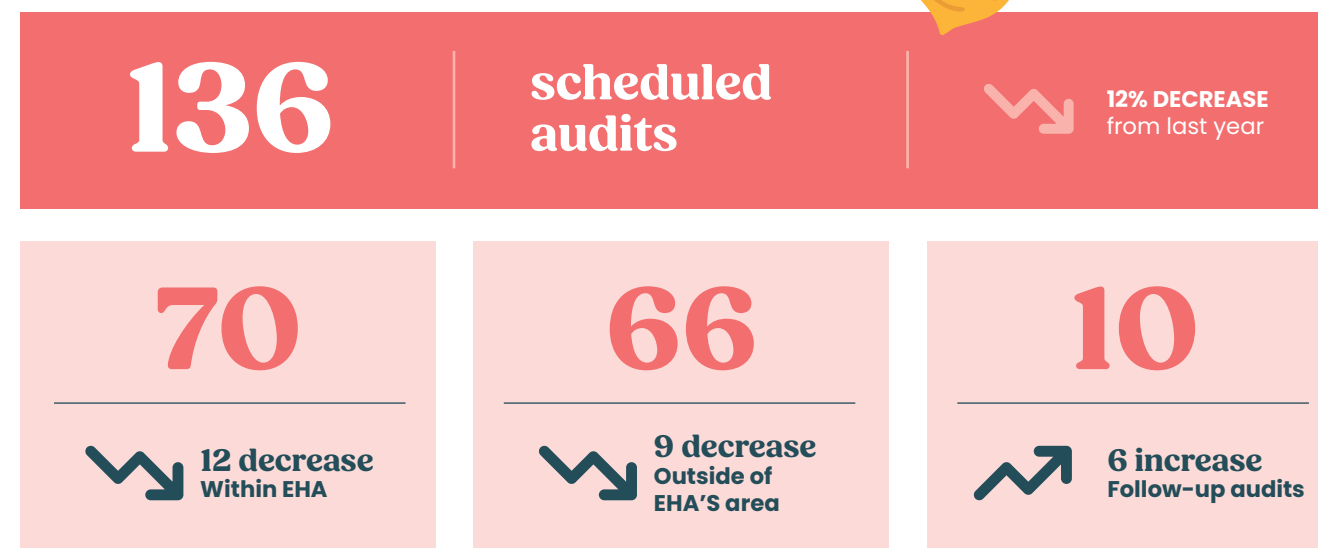 136
scheduled
audits
12% DECREASE
from last year
70
12 decrease
Within EHA
66
9 decrease
Outside of
EHA'S area
10
6 increase
Follow-up audits